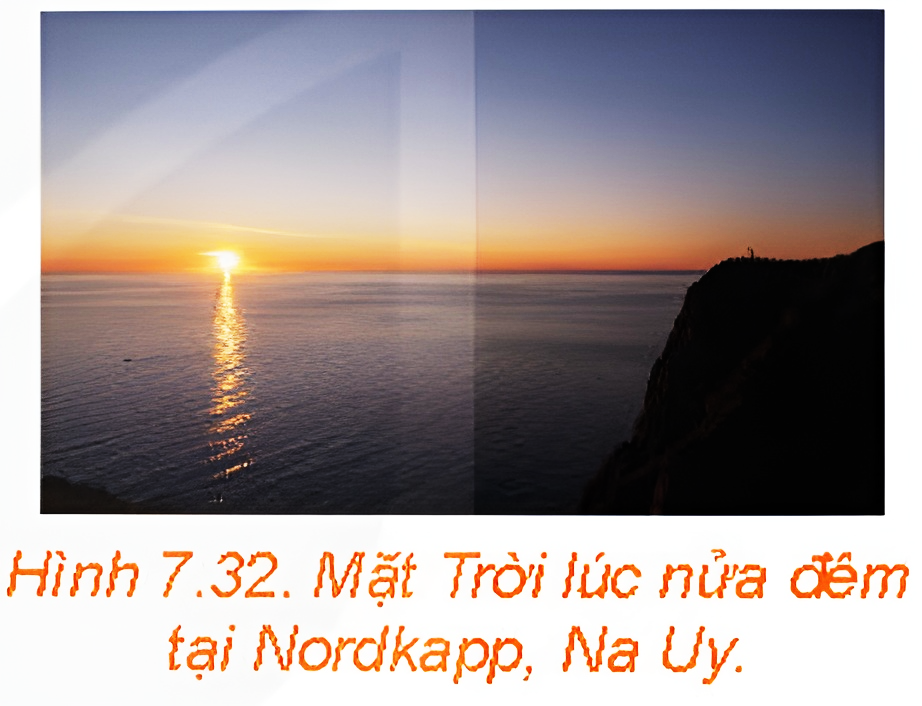 Hình 7.32. Mặt Trời lúc nửa đêm
tại Nordkapp, Na Uy.